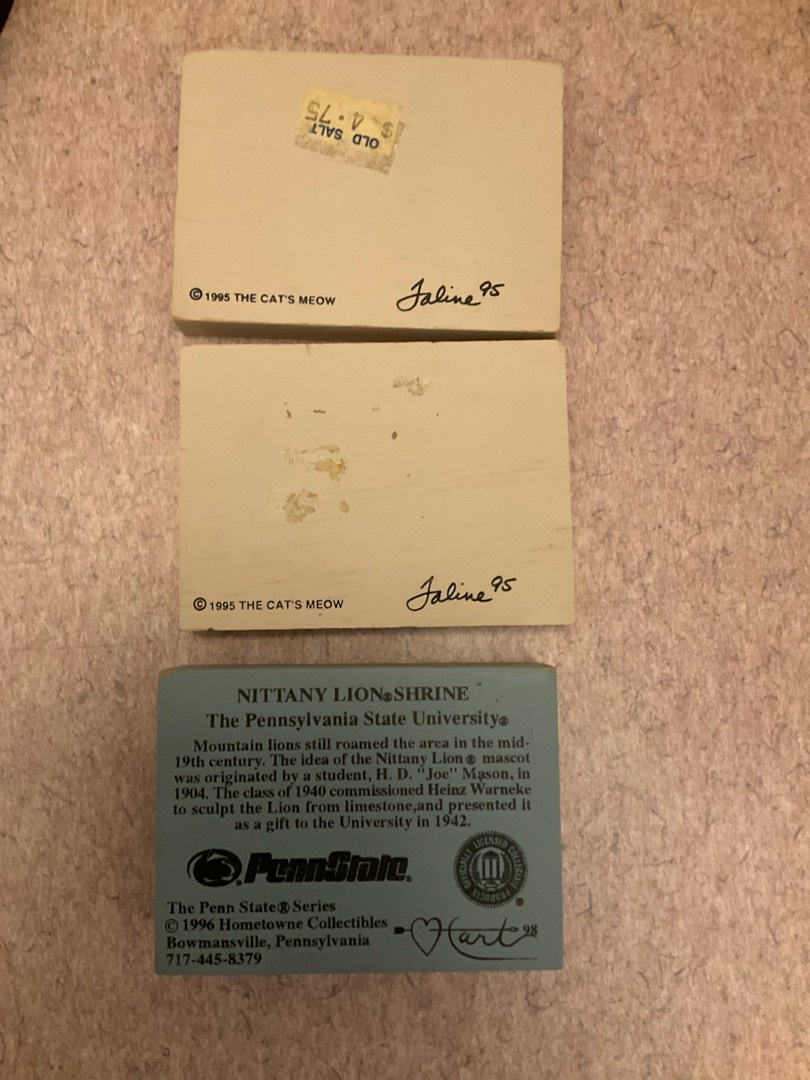 OLD SALT
$ 4.75
© 1995 THE CAT'S MEOW
Faline 95
© 1995 THE CAT'S MEOW
Faline 95
NITTANY LION®SHRINE
The Pennsylvania State University®
Mountain lions still roamed the area in the mid-
19th century. The idea of the Nittany Lion® mascot
was originated by a student, H. D. "Joe" Mason, in
1904. The class of 1940 commissioned Heinz Warneke
to sculpt the Lion from limestone,and presented it
as a gift to the University in 1942.
PennState®
OFFICIALLY LICENSED COLLEGIATE PRODUCTS
The Penn State® Series
© 1996 Hometowne Collectibles
Bowmansville, Pennsylvania
717-445-8379
Hart 98